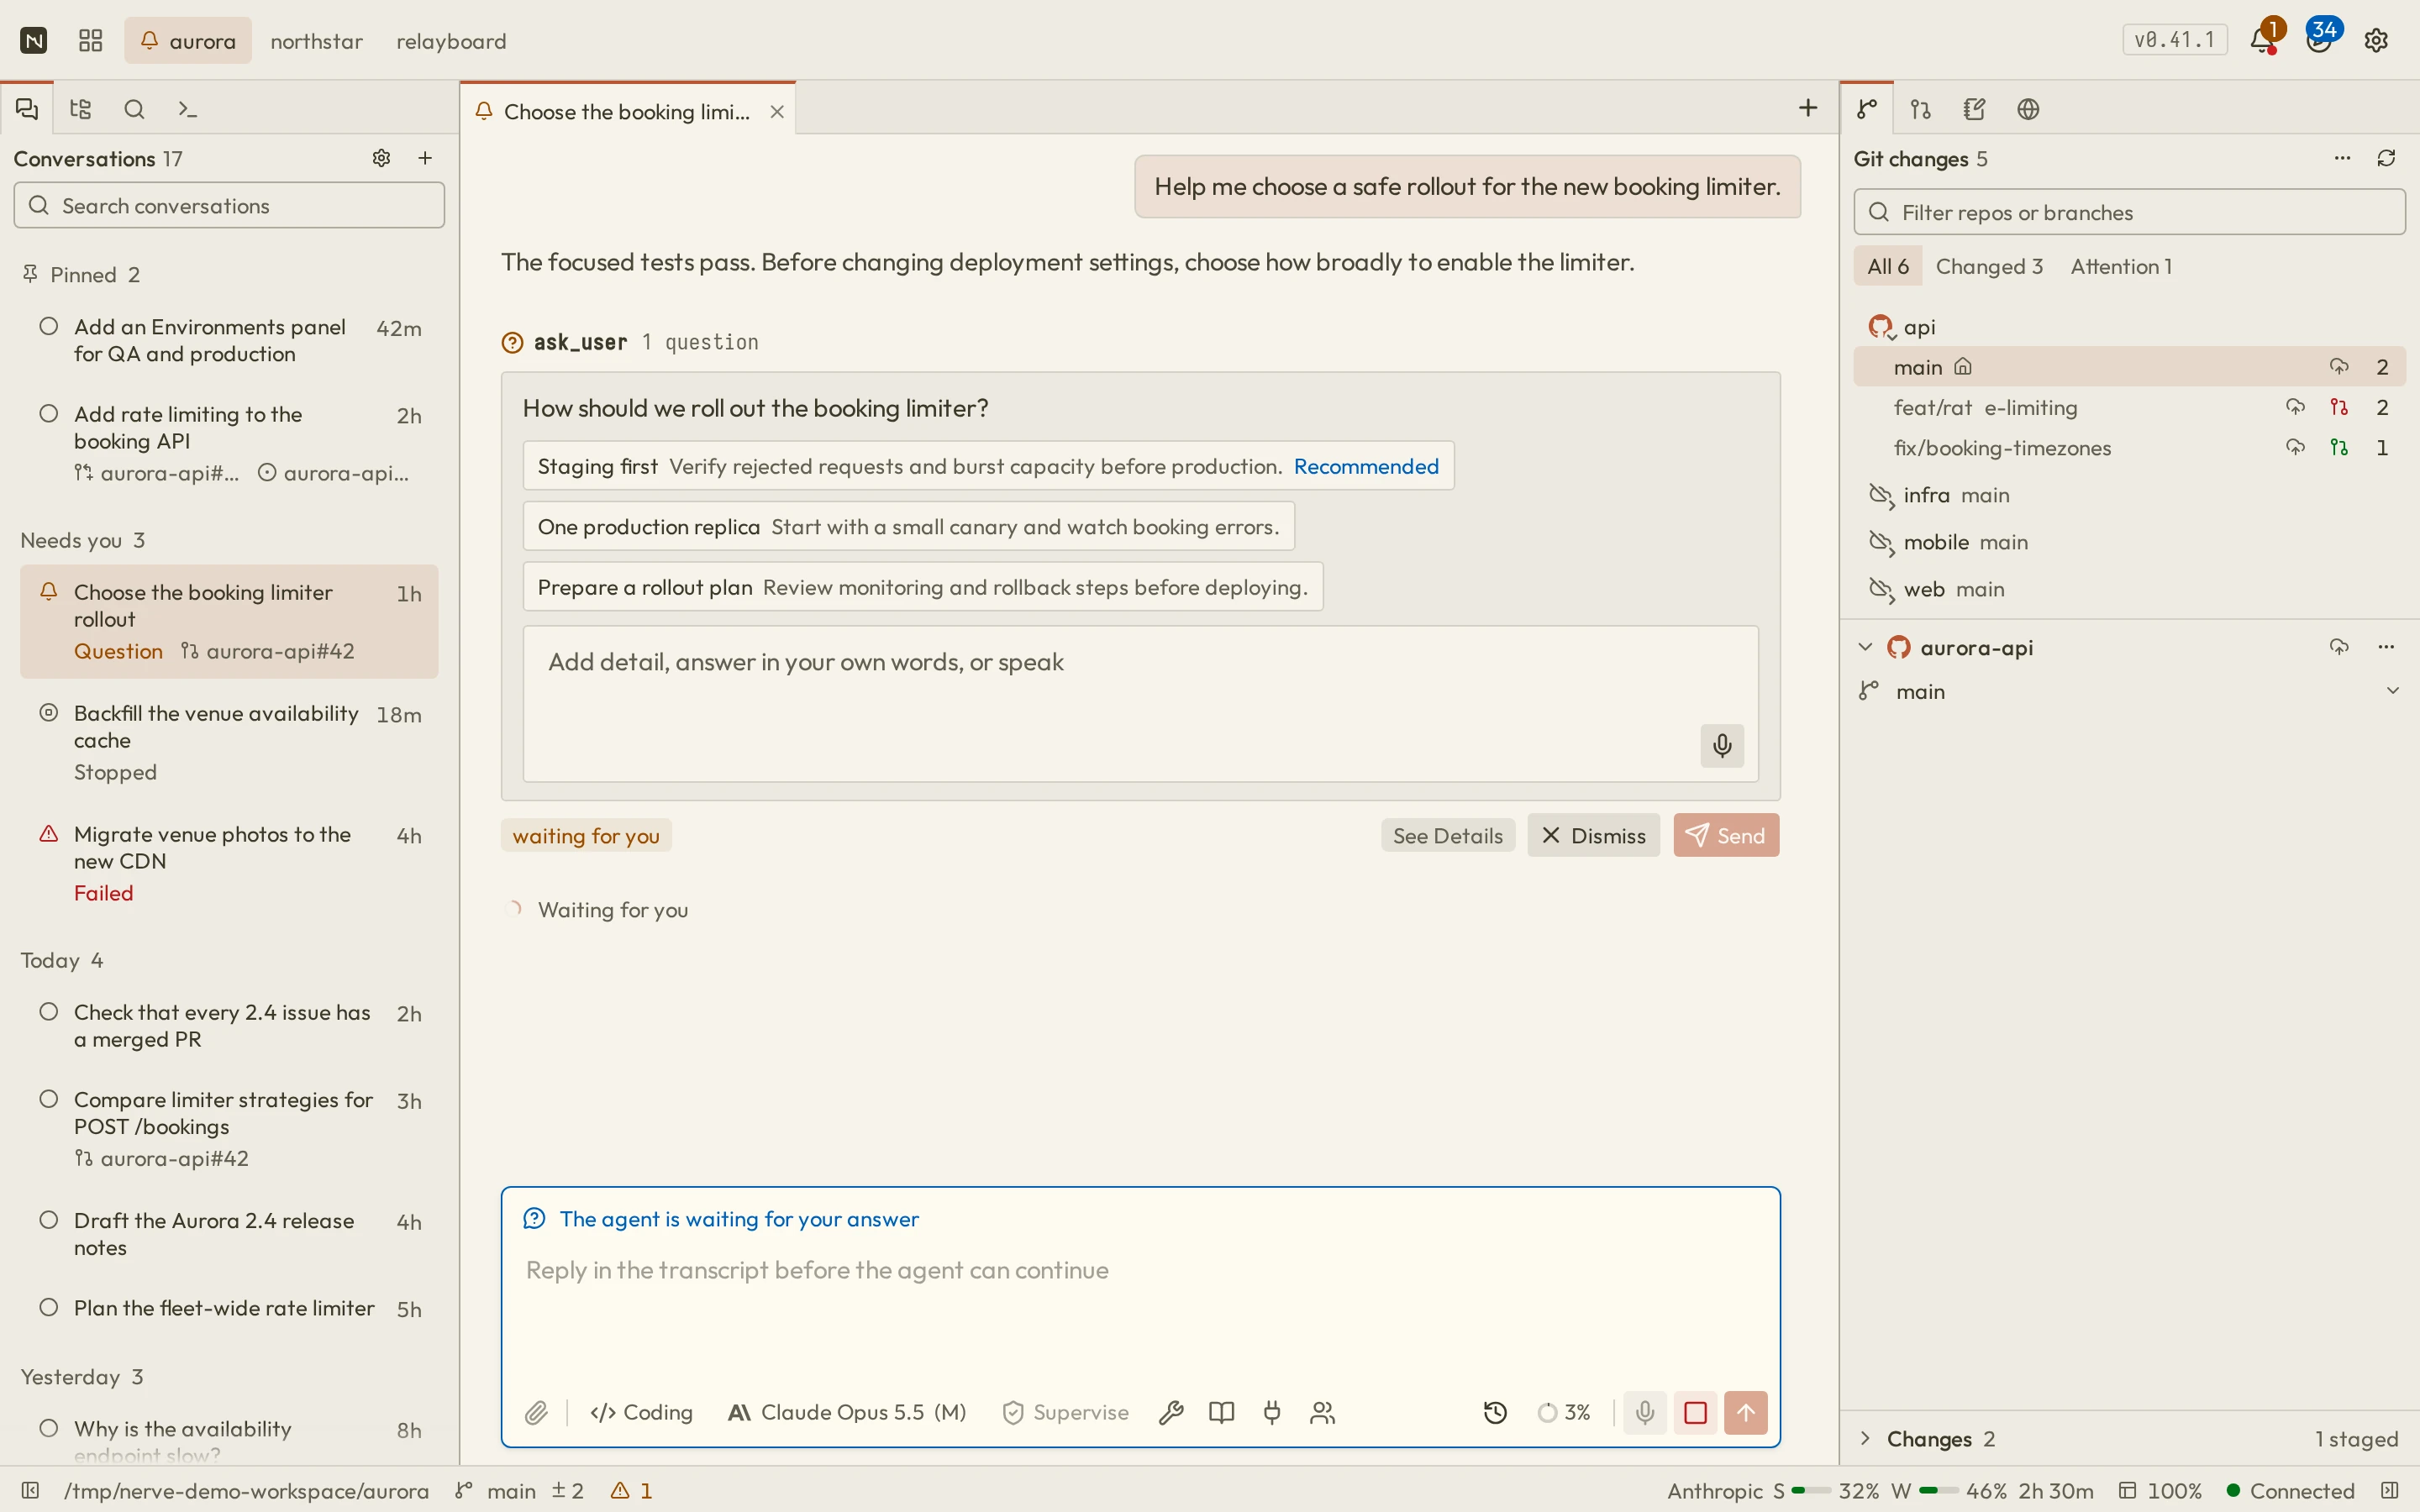 aurora
northstar
relayboard
v0.41.1
1
34
Conversations 17
Search conversations
Pinned 2
Add an Environments panel
for QA and production
42m
Add rate limiting to the
booking API
2h
aurora-api#...
aurora-api...
Needs you 3
Choose the booking limiter
rollout
1h
Question
aurora-api#42
Backfill the venue availability
cache
18m
Stopped
Migrate venue photos to the
new CDN
4h
Failed
Today 4
Check that every 2.4 issue has
a merged PR
2h
Compare limiter strategies for
POST /bookings
3h
aurora-api#42
Draft the Aurora 2.4 release
notes
4h
Plan the fleet-wide rate limiter
5h
Yesterday 3
Why is the availability
endpoint slow?
8h
Choose the booking limi...
Help me choose a safe rollout for the new booking limiter.
The focused tests pass. Before changing deployment settings, choose how broadly to enable the limiter.
ask_user 1 question
How should we roll out the booking limiter?
Staging first Verify rejected requests and burst capacity before production. Recommended
One production replica Start with a small canary and watch booking errors.
Prepare a rollout plan Review monitoring and rollback steps before deploying.
Add detail, answer in your own words, or speak
waiting for you
See Details
Dismiss
Send
Waiting for you
The agent is waiting for your answer
Reply in the transcript before the agent can continue
Coding
Claude Opus 5.5 (M)
Supervise
3%
Git changes 5
Filter repos or branches
All 6
Changed 3
Attention 1
api
main
2
feat/rat e-limiting
2
fix/booking-timezones
1
infra main
mobile main
web main
aurora-api
main
Changes 2
1 staged
/tmp/nerve-demo-workspace/aurora
main ±2
1
Anthropic S 32% W 46% 2h 30m
100%
Connected